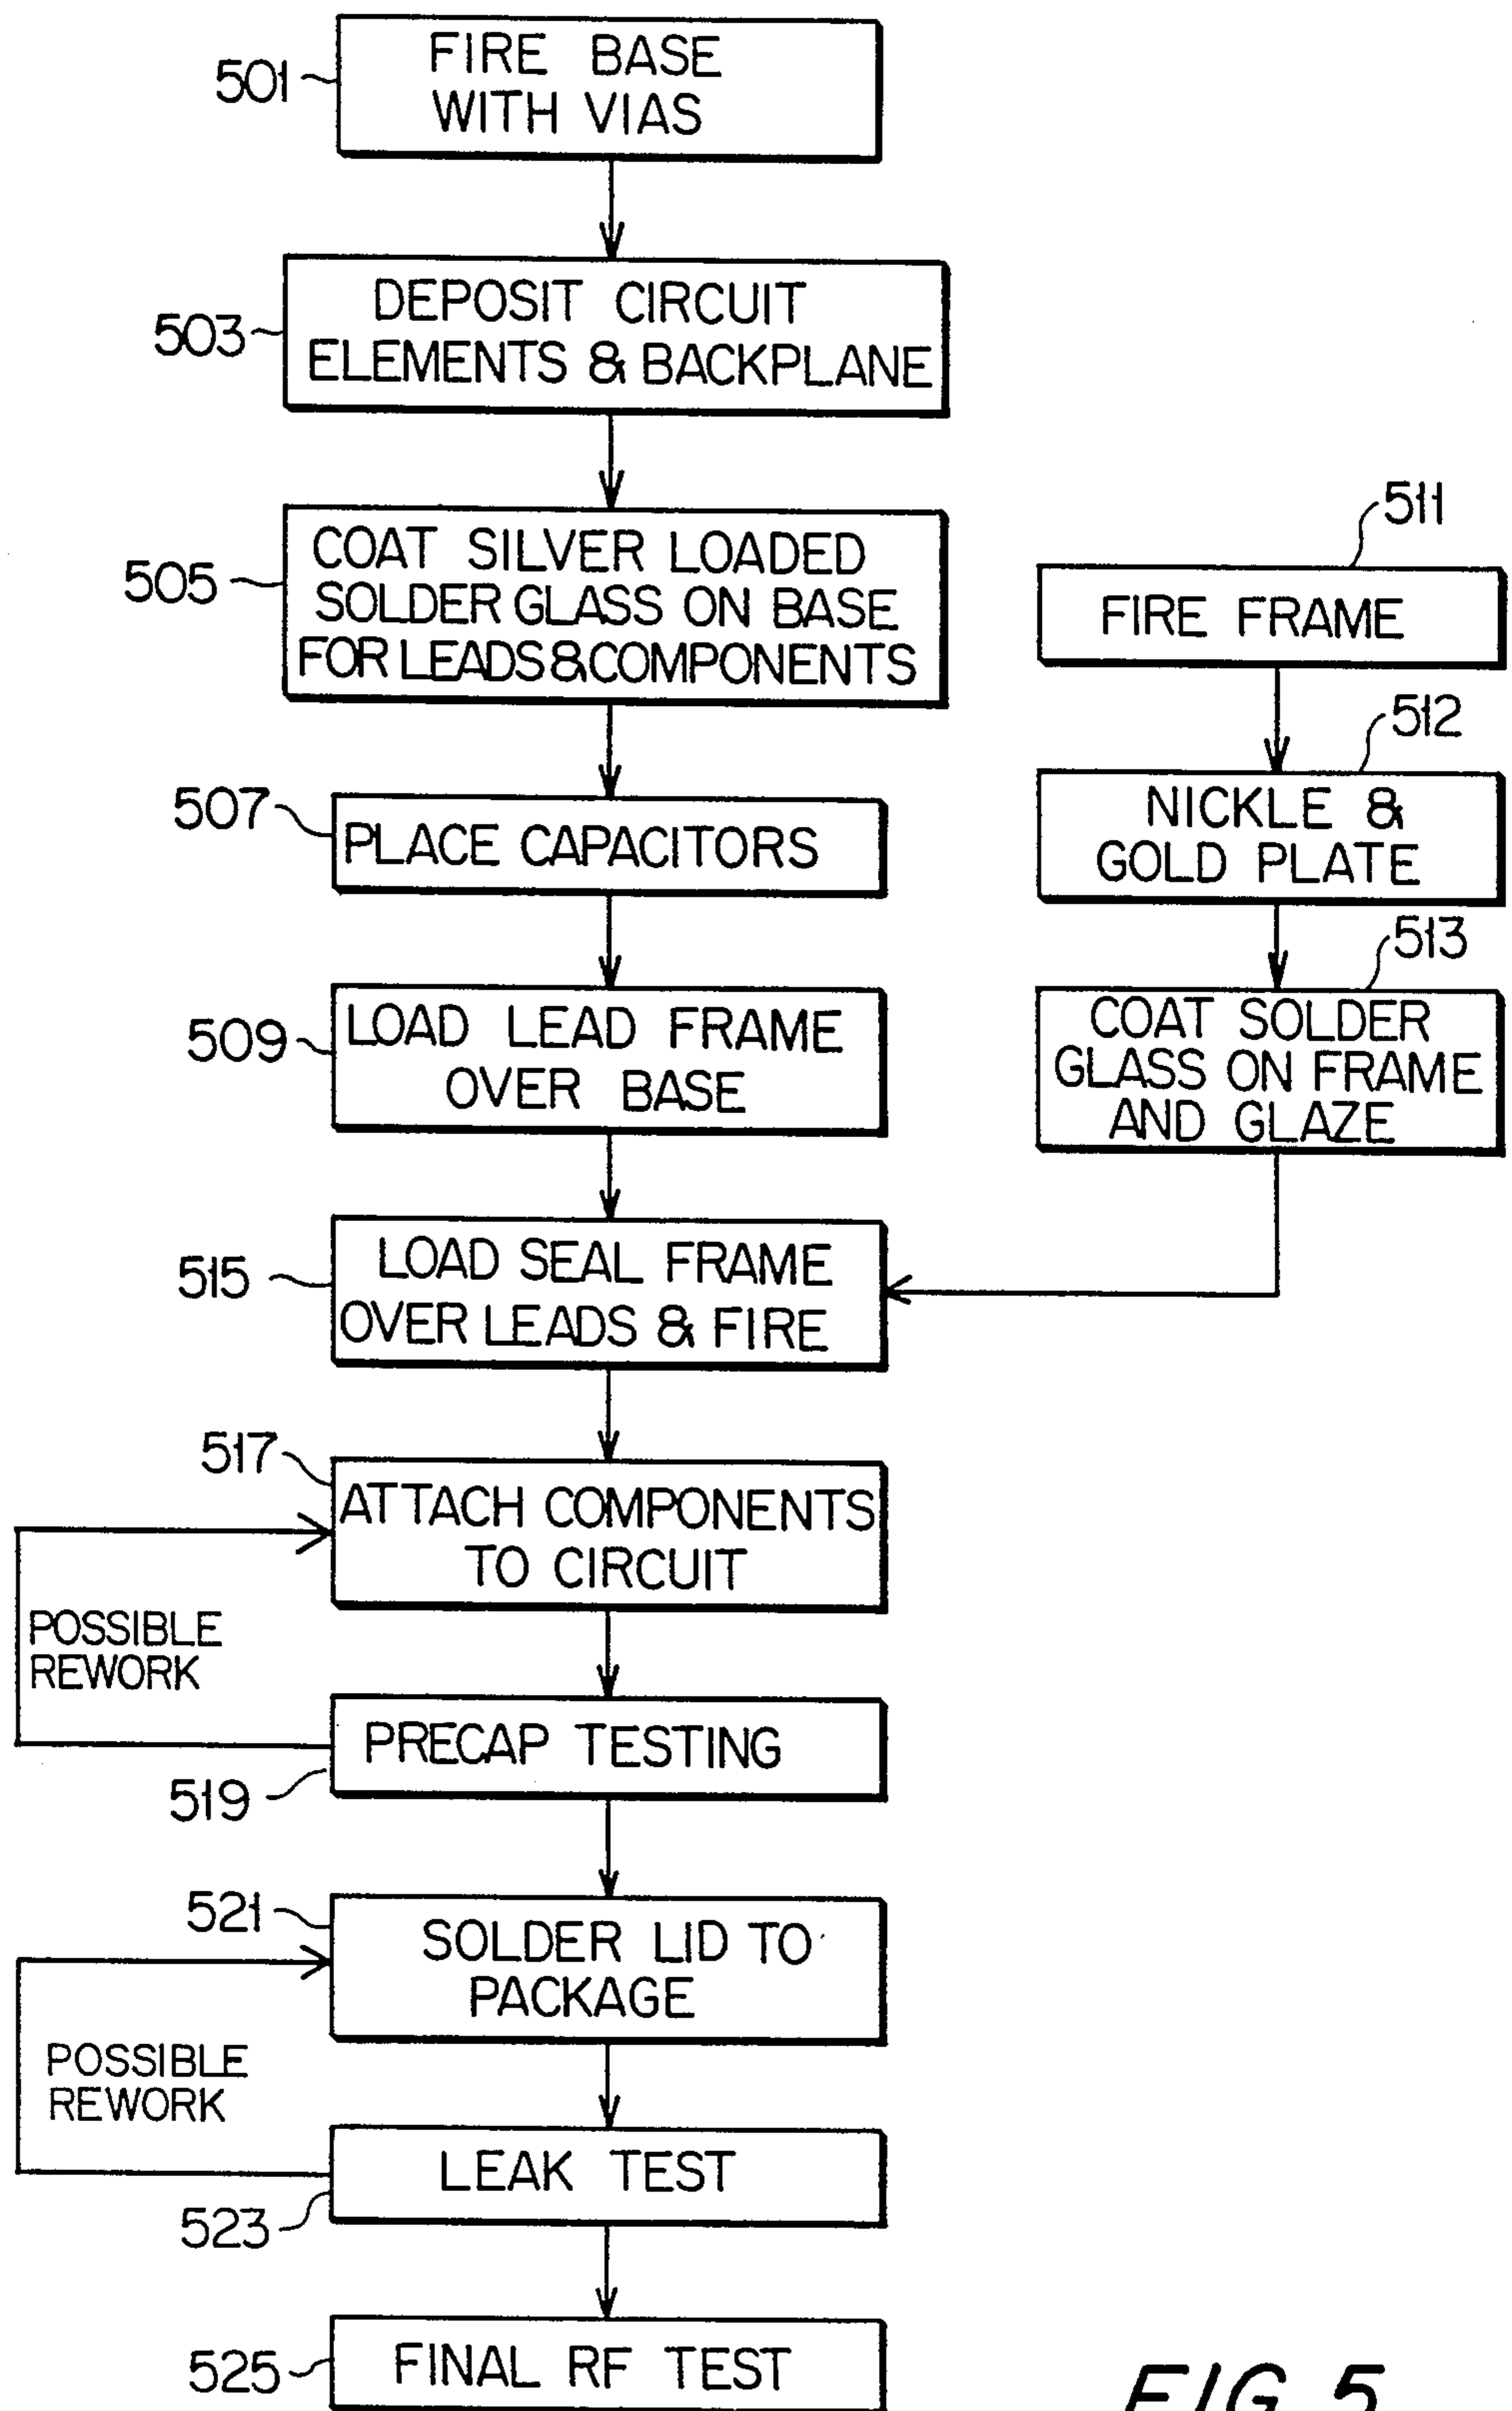 501
FIRE BASE
WITH VIAS
503
DEPOSIT CIRCUIT
ELEMENTS & BACKPLANE
505
COAT SILVER LOADED
SOLDER GLASS ON BASE
FOR LEADS & COMPONENTS
507
PLACE CAPACITORS
509
LOAD LEAD FRAME
OVER BASE
511
FIRE FRAME
512
NICKLE &
GOLD PLATE
513
COAT SOLDER
GLASS ON FRAME
AND GLAZE
515
LOAD SEAL FRAME
OVER LEADS & FIRE
517
ATTACH COMPONENTS
TO CIRCUIT
POSSIBLE
REWORK
PRECAP TESTING
519
521
SOLDER LID TO
PACKAGE
POSSIBLE
REWORK
LEAK TEST
523
525
FINAL RF TEST
FIG. 5